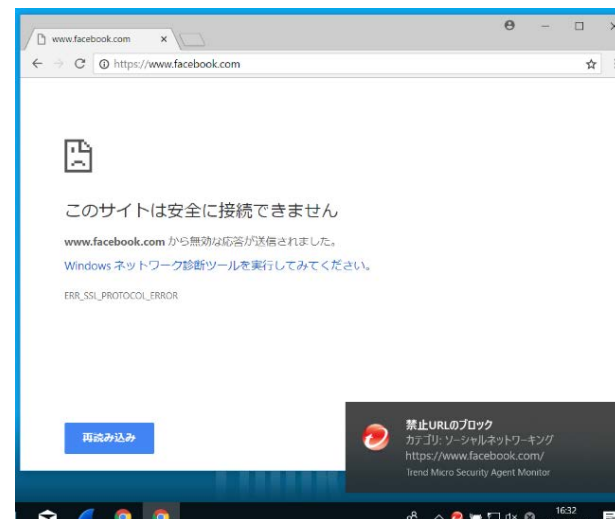 www.facebook.com
https://www.facebook.com
このサイトは安全に接続できません
www.facebook.com から無効な応答が送信されました。
Windows ネットワーク診断ツールを実行してみてください。
ERR_SSL_PROTOCOL_ERROR
再読み込み
禁止URLのブロック
カテゴリ: ソーシャルネットワーキング
https://www.facebook.com/
Trend Micro Security Agent Monitor
16:32